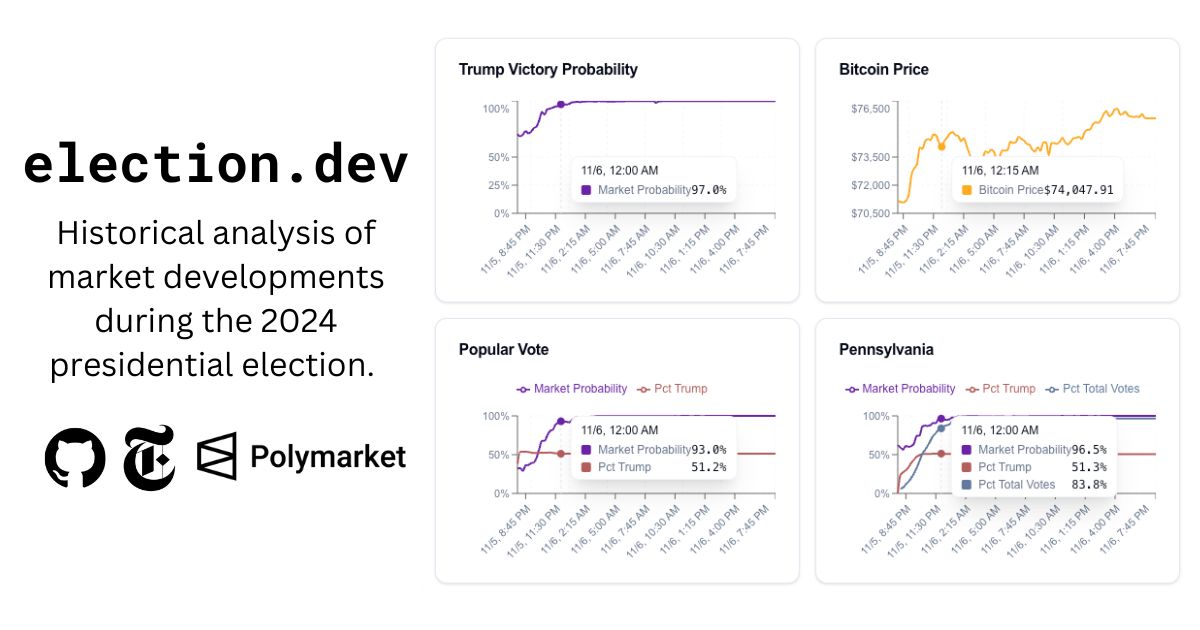 election.dev
Historical analysis of
market developments
during the 2024
presidential election.
Polymarket
Trump Victory Probability
100%
50%
25%
0%
11/6, 12:00 AM
Market Probability97.0%
11/5, 8:45 PM
11/5, 11:30 PM
11/6, 2:15 AM
11/6, 5:00 AM
11/6, 7:45 AM
11/6, 10:30 AM
11/6, 1:15 PM
11/6, 4:00 PM
11/6, 7:45 PM
Bitcoin Price
$76,500
$73,500
$72,000
$70,500
11/6, 12:15 AM
Bitcoin Price$74,047.91
11/5, 8:45 PM
11/5, 11:30 PM
11/6, 2:15 AM
11/6, 5:00 AM
11/6, 7:45 AM
11/6, 10:30 AM
11/6, 1:15 PM
11/6, 4:00 PM
11/6, 7:45 PM
Popular Vote
Market Probability Pct Trump
100%
50%
0%
11/6, 12:00 AM
Market Probability93.0%
Pct Trump 51.2%
11/5, 8:45 PM
11/5, 11:30 PM
11/6, 2:15 AM
11/6, 5:00 AM
11/6, 7:45 AM
11/6, 10:30 AM
11/6, 1:15 PM
11/6, 4:00 PM
11/6, 7:45 PM
Pennsylvania
Market Probability Pct Trump Pct Total Votes
100%
50%
0%
11/6, 12:00 AM
Market Probability96.5%
Pct Trump 51.3%
Pct Total Votes 83.8%
11/5, 8:45 PM
11/5, 11:30 PM
11/6, 2:15 AM
11/6, 5:00 AM
11/6, 7:45 AM
11/6, 10:30 AM
11/6, 1:15 PM
11/6, 4:00 PM
11/6, 7:45 PM